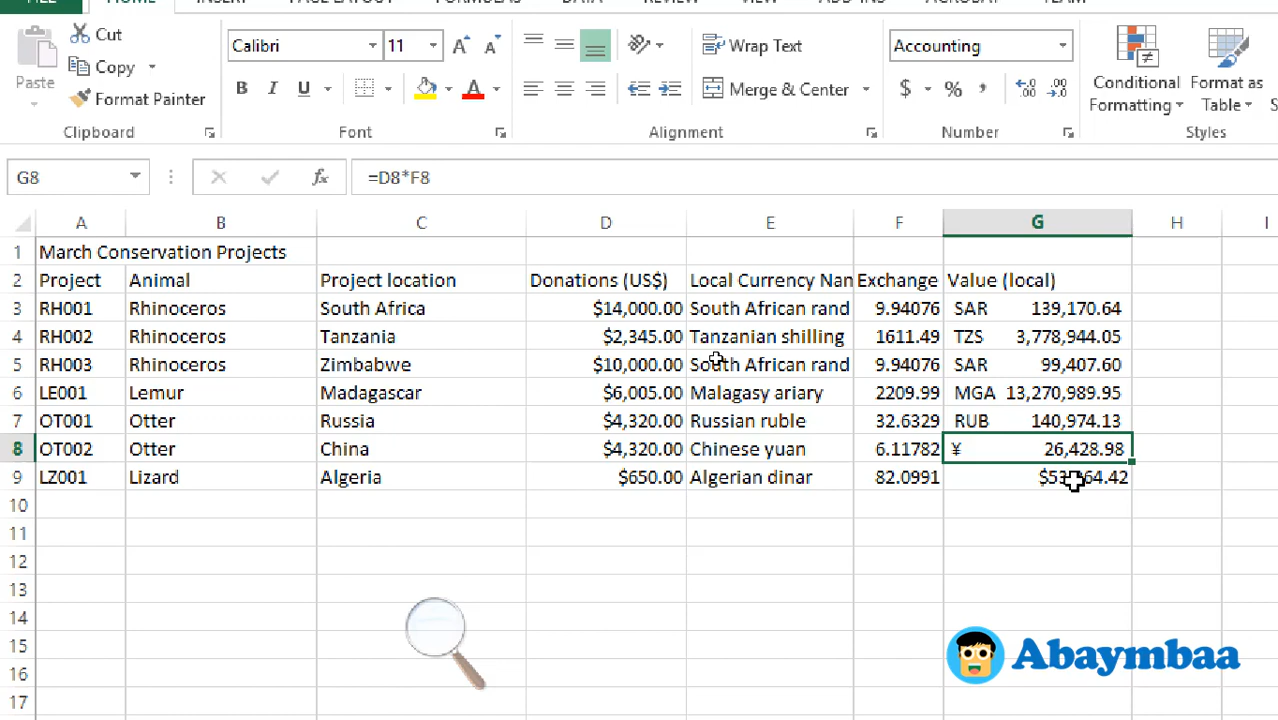 FILE HOME INSERT PAGE LAYOUT FORMULAS DATA REVIEW VIEW ADD-INS ACROBAT TEAM
Cut Calibri 11 Wrap Text Accounting
Paste Copy Conditional Format as
Format Painter B I U Merge & Center $ % , Formatting Table
Clipboard Font Alignment Number Styles
G8 fx =D8*F8
A B C D E F G H I
1 March Conservation Projects
2 Project Animal Project location Donations (US$) Local Currency Nan Exchange Value (local)
3 RH001 Rhinoceros South Africa $14,000.00 South African rand 9.94076 SAR 139,170.64
4 RH002 Rhinoceros Tanzania $2,345.00 Tanzanian shilling 1611.49 TZS 3,778,944.05
5 RH003 Rhinoceros Zimbabwe $10,000.00 South African rand 9.94076 SAR 99,407.60
6 LE001 Lemur Madagascar $6,005.00 Malagasy ariary 2209.99 MGA 13,270,989.95
7 OT001 Otter Russia $4,320.00 Russian ruble 32.6329 RUB 140,974.13
8 OT002 Otter China $4,320.00 Chinese yuan 6.11782 ¥ 26,428.98
9 LZ001 Lizard Algeria $650.00 Algerian dinar 82.0991
10
11
12
13
14
15
Abaymbaa
16
17